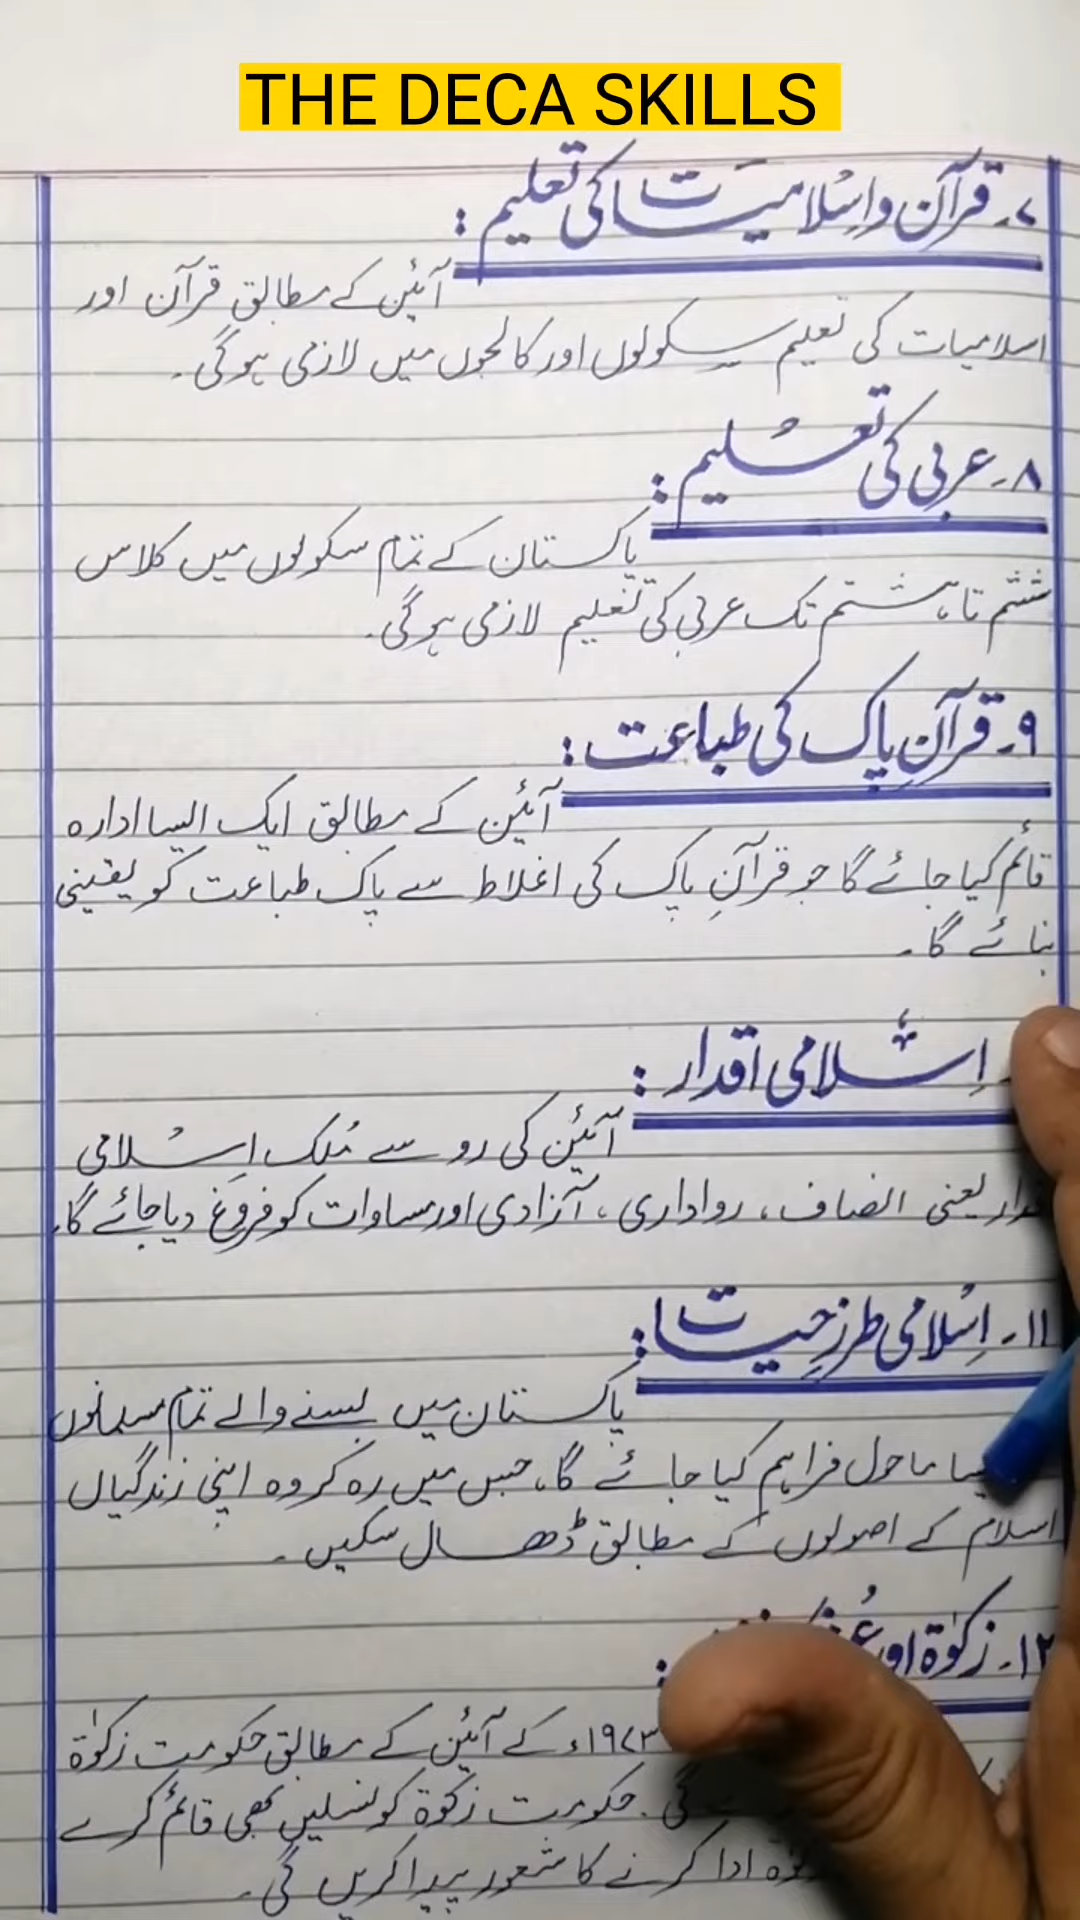 THE DECA SKILLS
۷۔ قرآن و اِسلامیات کی تعلیم :
آئین کے مطابق قرآن اور
اسلامیات کی تعلیم سکولوں اور کالجوں میں لازمی ہوگی۔
۸۔ عربی کی تعلیم :
پاکستان کے تمام سکولوں میں کلاس
ششم تا ہشتم تک عربی کی تعلیم لازمی ہوگی۔
۹۔ قرآنِ پاک کی طباعت :
آئین کے مطابق ایک ایسا ادارہ
قائم کیا جائے گا جو قرآنِ پاک کی اغلاط سے پاک طباعت کو یقینی
بنائے گا۔
اِسلامی اقدار :
آئین کی رو سے مُلک اِسلامی
یعنی انصاف، رواداری، آزادی اور مساوات کو فروغ دیا جائے گا۔
۱۱۔ اِسلامی طرزِ حیات :
پاکستان میں بسنے والے تمام مسلمانوں
ماحول فراہم کیا جائے گا، جس میں رہ کر وہ اپنی زندگیاں
اسلام کے اصولوں کے مطابق ڈھال سکیں۔
۱۲۔ زکوٰۃ اور :
۱۹۷۳ء کے آئین کے مطابق حکومت زکوٰۃ
گی۔ حکومت زکوٰۃ کونسلیں بھی قائم کرے
ادا کرنے کا شعور پیدا کریں گی۔